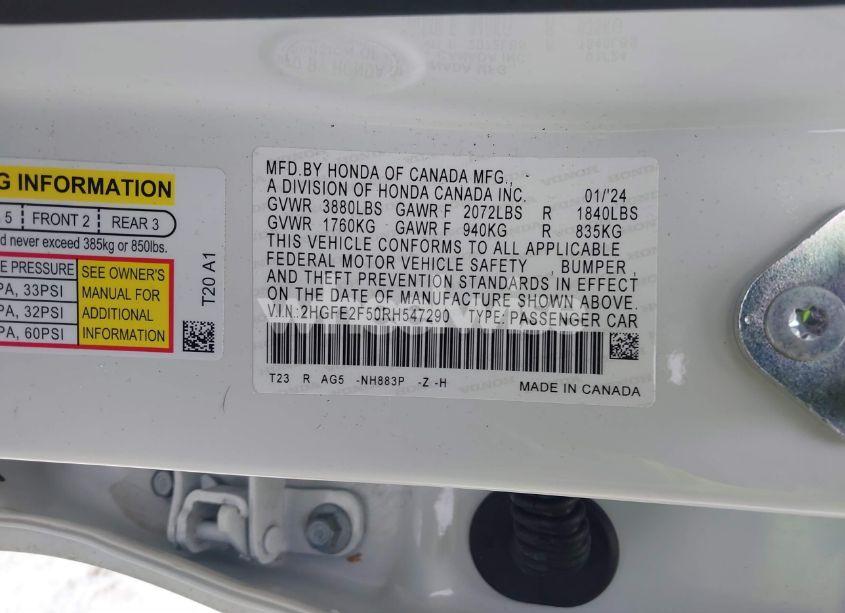 G INFORMATION
5 FRONT 2 REAR 3
d never exceed 385kg or 850lbs.
E PRESSURE SEE OWNER'S
PA, 33PSI MANUAL FOR
PA, 32PSI ADDITIONAL
PA, 60PSI INFORMATION
T20 A1
MFD.BY HONDA OF CANADA MFG., -
A DIVISION OF HONDA CANADA INC. 01/'24
GVWR 3880LBS GAWR F 2072LBS R 1840LBS
GVWR 1760KG GAWR F 940KG R 835KG
THIS VEHICLE CONFORMS TO ALL APPLICABLE
FEDERAL MOTOR VEHICLE SAFETY , BUMPER ,
AND THEFT PREVENTION STANDARDS IN EFFECT
ON THE DATE OF MANUFACTURE SHOWN ABOVE.
V.I.N.:2HGFE2F50RH547290 TYPE: PASSENGER CAR
T23 R AG5 -NH883P -Z -H
MADE IN CANADA